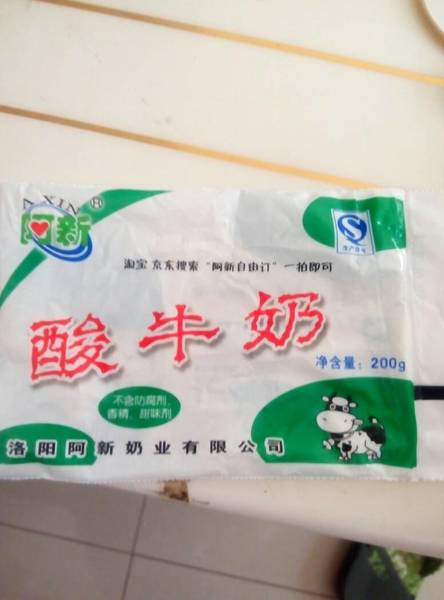 AXIN®
阿新
淘宝 京东搜索 "阿新自由订" 一拍即可
酸牛奶
净含量: 200g
不含防腐剂、
香精、甜味剂
洛阳阿新奶业有限公司